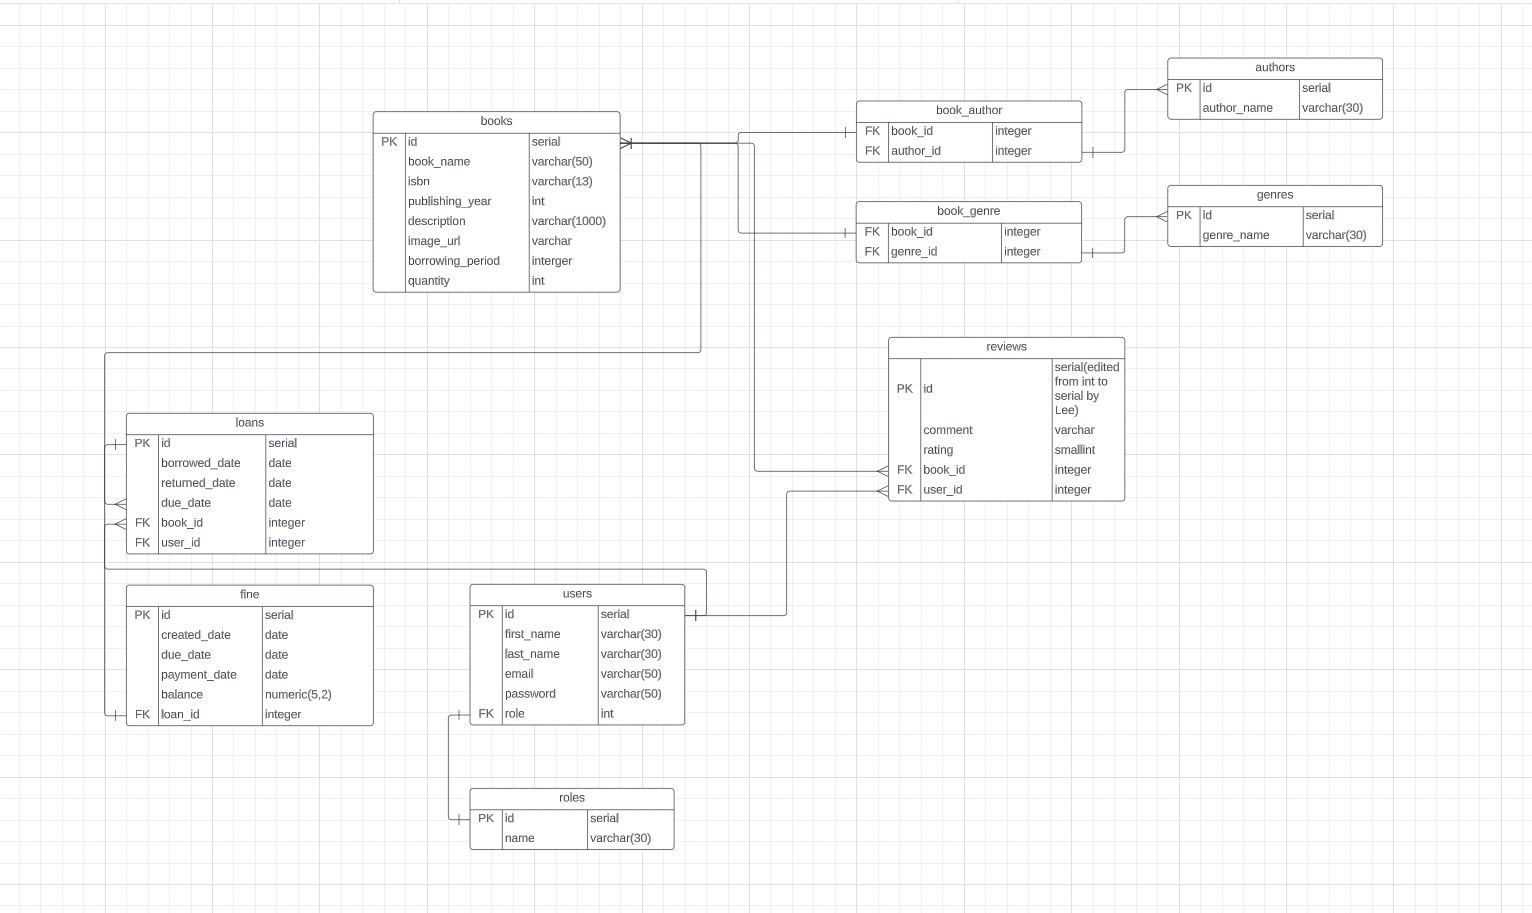 books
PK id serial
book_name varchar(50)
isbn varchar(13)
publishing_year int
description varchar(1000)
image_url varchar
borrowing_period interger
quantity int
book_author
FK book_id integer
FK author_id integer
authors
PK id serial
author_name varchar(30)
book_genre
FK book_id integer
FK genre_id integer
genres
PK id serial
genre_name varchar(30)
reviews
PK id serial(edited
from int to
serial by
Lee)
comment varchar
rating smallint
FK book_id integer
FK user_id integer
loans
PK id serial
borrowed_date date
returned_date date
due_date date
FK book_id integer
FK user_id integer
fine
PK id serial
created_date date
due_date date
payment_date date
balance numeric(5,2)
FK loan_id integer
users
PK id serial
first_name varchar(30)
last_name varchar(30)
email varchar(50)
password varchar(50)
FK role int
roles
PK id serial
name varchar(30)